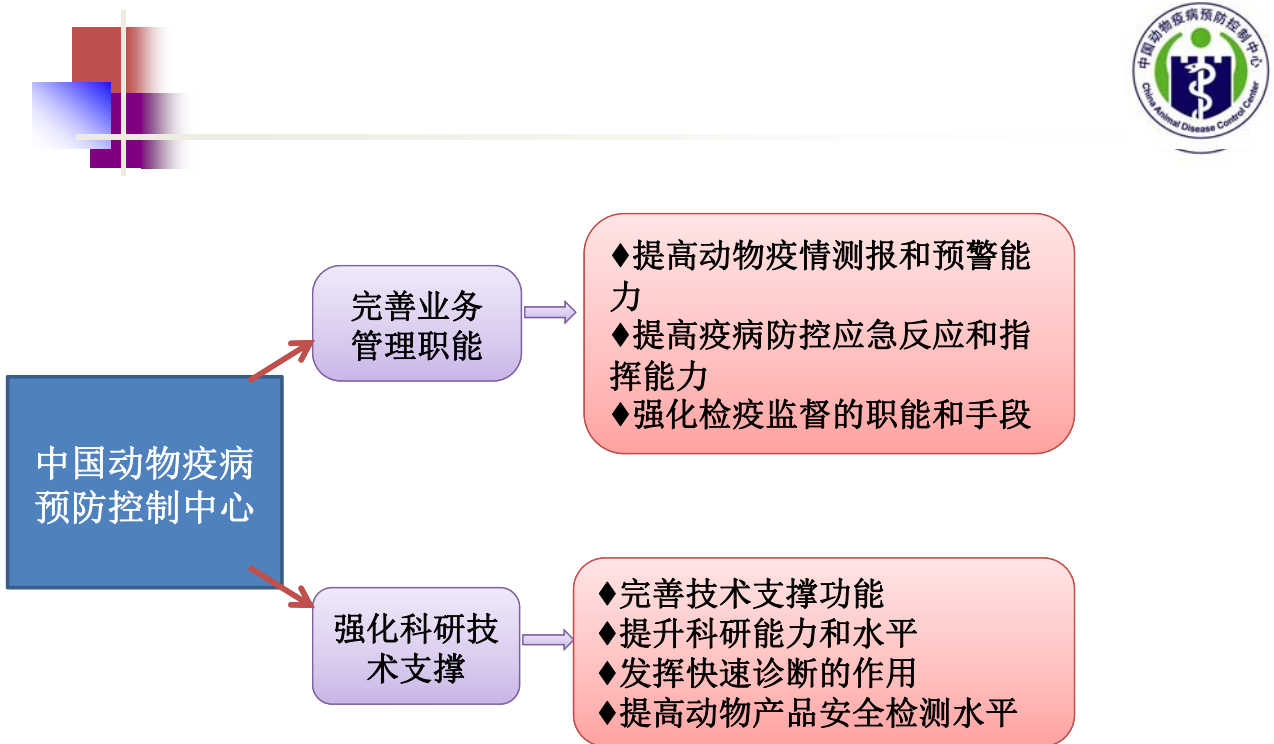 中国动物疫病预防控制中心
China Animal Disease Control Center
完善业务
管理职能
◆提高动物疫情测报和预警能
力
◆提高疫病防控应急反应和指
挥能力
◆强化检疫监督的职能和手段
中国动物疫病
预防控制中心
强化科研技
术支撑
◆完善技术支撑功能
◆提升科研能力和水平
◆发挥快速诊断的作用
◆提高动物产品安全检测水平